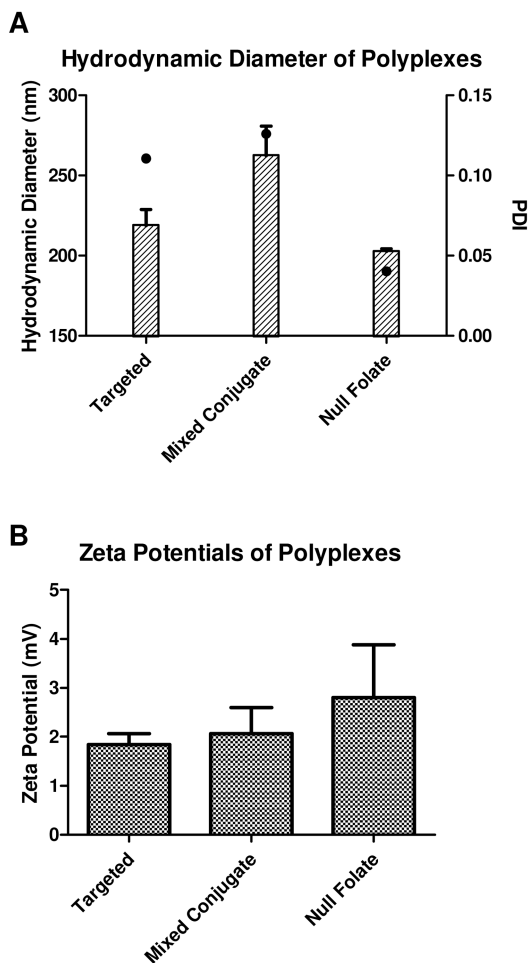 A
Hydrodynamic Diameter of Polyplexes
Hydrodynamic Diameter (nm)
300
250
200
150
0.15
0.10
0.05
0.00
PDI
Targeted
Mixed Conjugate
Null Folate
B
Zeta Potentials of Polyplexes
Zeta Potential (mV)
5
4
3
2
1
0
Targeted
Mixed Conjugate
Null Folate